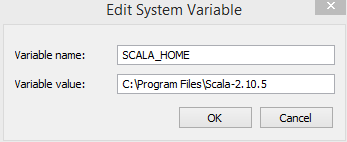 Edit System Variable
Variable name: SCALA_HOME
Variable value: C:\Program Files\Scala-2.10.5
OK Cancel